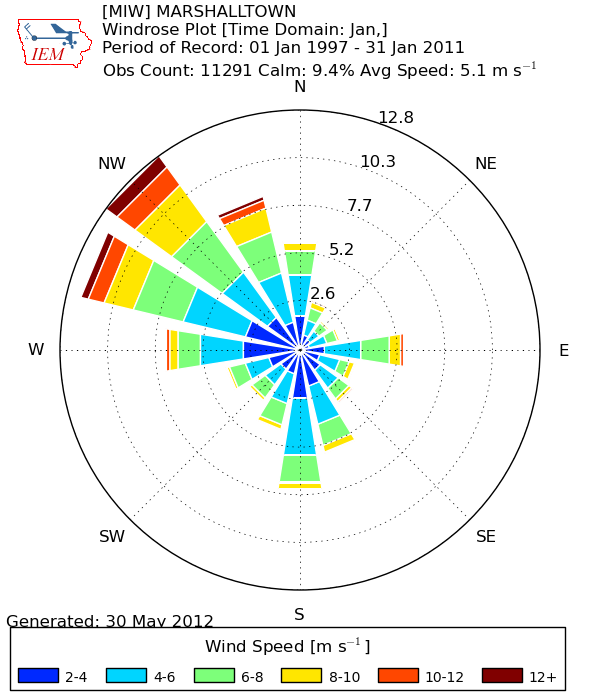 [MIW] MARSHALLTOWN
Windrose Plot [Time Domain: Jan,]
Period of Record: 01 Jan 1997 - 31 Jan 2011
Obs Count: 11291 Calm: 9.4% Avg Speed: 5.1 m s⁻¹
IEM
N
12.8
NW
10.3
NE
7.7
5.2
2.6
W
E
SW
SE
S
Generated: 30 May 2012
Wind Speed [m s⁻¹]
2-4 4-6 6-8 8-10 10-12 12+